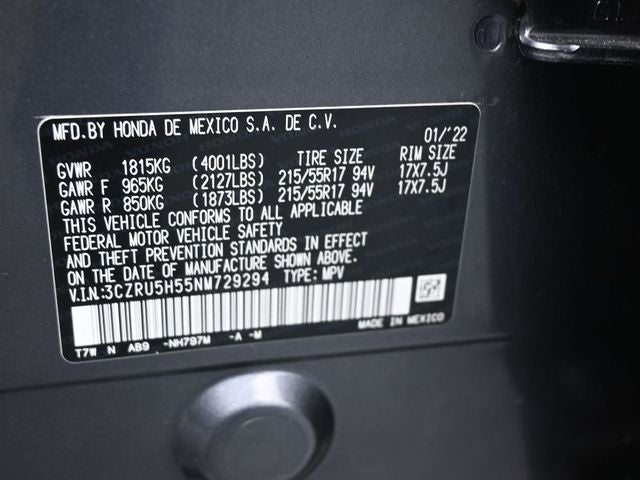 MFD.BY HONDA DE MEXICO S.A. DE C.V. 01/'22
GVWR 1815KG (4001LBS) TIRE SIZE RIM SIZE
GAWR F 965KG (2127LBS) 215/55R17 94V 17X7.5J
GAWR R 850KG (1873LBS) 215/55R17 94V 17X7.5J
THIS VEHICLE CONFORMS TO ALL APPLICABLE
FEDERAL MOTOR VEHICLE SAFETY
AND THEFT PREVENTION STANDARDS IN EFFECT
ON THE DATE OF MANUFACTURE SHOWN ABOVE.
V.I.N:3CZRU5H55NM729294 TYPE: MPV
T7W N AB9 -NH797M -A -M MADE IN MEXICO